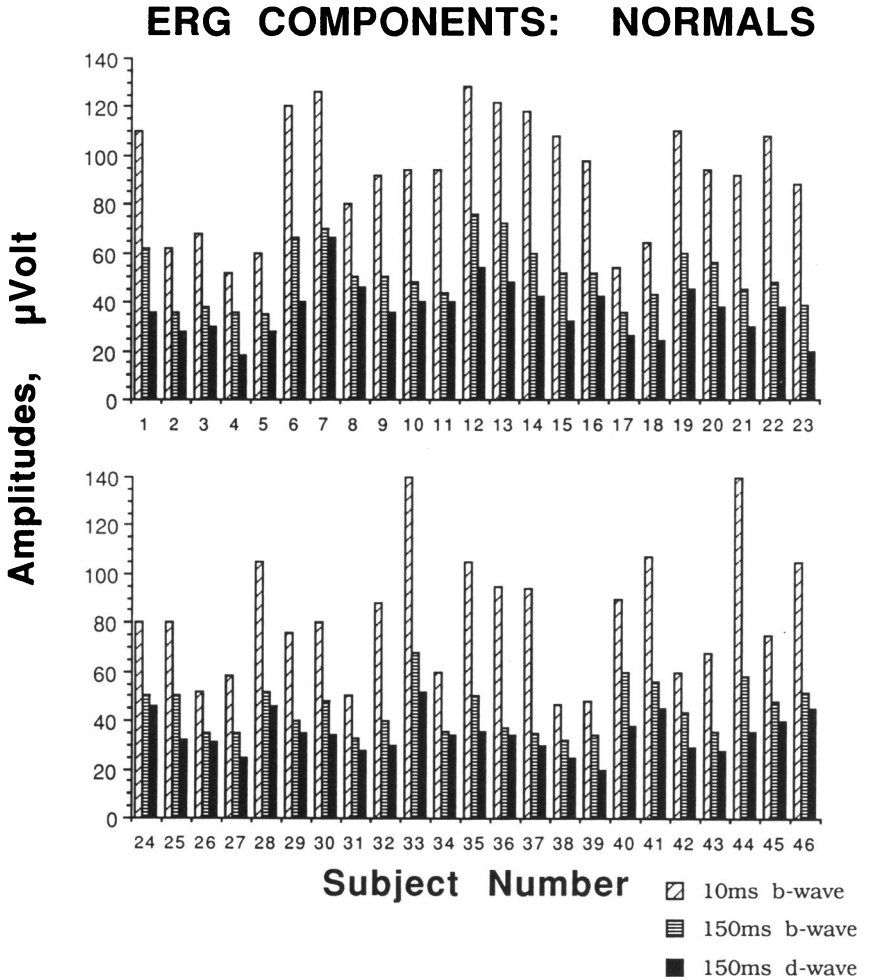 ERG COMPONENTS: NORMALS
Amplitudes, µVolt
140
120
100
80
60
40
20
0
1 2 3 4 5 6 7 8 9 10 11 12 13 14 15 16 17 18 19 20 21 22 23
140
120
100
80
60
40
20
0
24 25 26 27 28 29 30 31 32 33 34 35 36 37 38 39 40 41 42 43 44 45 46
Subject Number
10ms b-wave
150ms b-wave
150ms d-wave